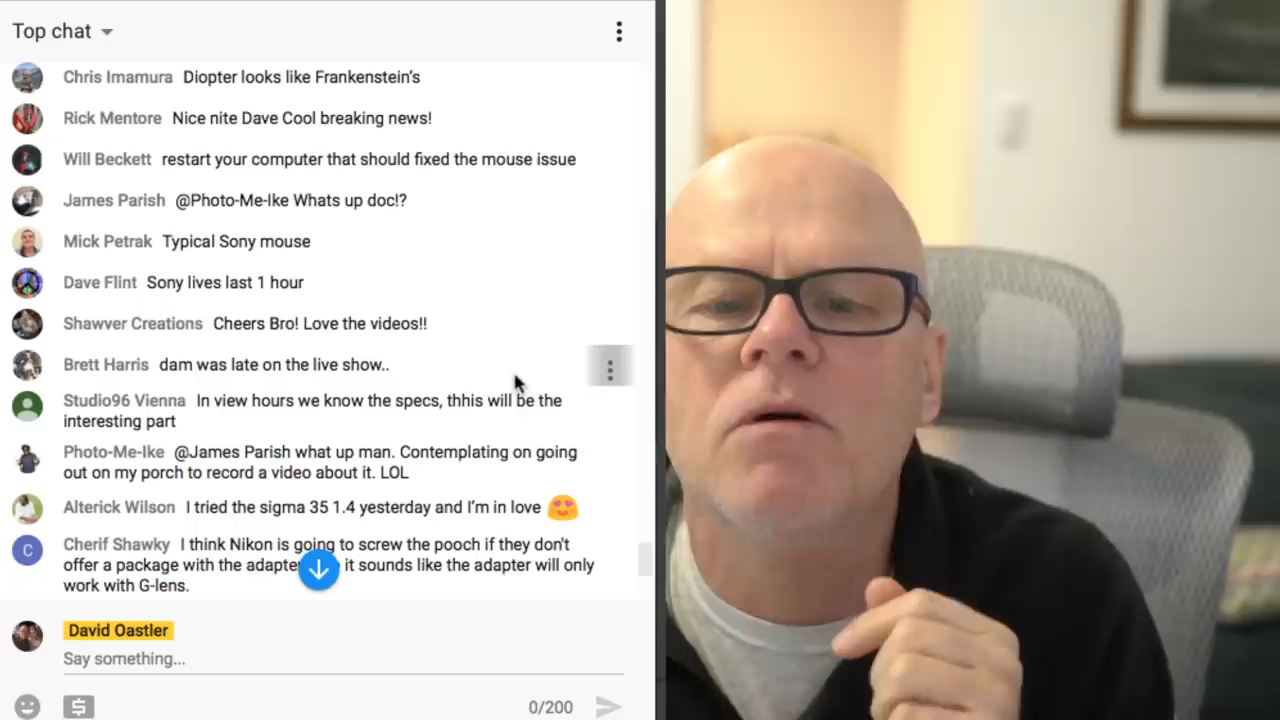 Top chat
Chris Imamura Diopter looks like Frankenstein's
Rick Mentore Nice nite Dave Cool breaking news!
Will Beckett restart your computer that should fixed the mouse issue
James Parish @Photo-Me-Ike Whats up doc!?
Mick Petrak Typical Sony mouse
Dave Flint Sony lives last 1 hour
Shawver Creations Cheers Bro! Love the videos!!
Brett Harris dam was late on the live show..
Studio96 Vienna In view hours we know the specs, thhis will be the
interesting part
Photo-Me-Ike @James Parish what up man. Contemplating on going
out on my porch to record a video about it. LOL
Alterick Wilson I tried the sigma 35 1.4 yesterday and I'm in love
C
Cherif Shawky I think Nikon is going to screw the pooch if they don't
offer a package with the adapter it sounds like the adapter will only
work with G-lens.
David Oastler
Say something...
0/200